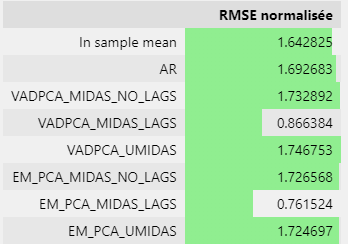 RMSE normalisée
In sample mean 1.642825
AR 1.692683
VADPCA_MIDAS_NO_LAGS 1.732892
VADPCA_MIDAS_LAGS 0.866384
VADPCA_UMIDAS 1.746753
EM_PCA_MIDAS_NO_LAGS 1.726568
EM_PCA_MIDAS_LAGS 0.761524
EM_PCA_UMIDAS 1.724697